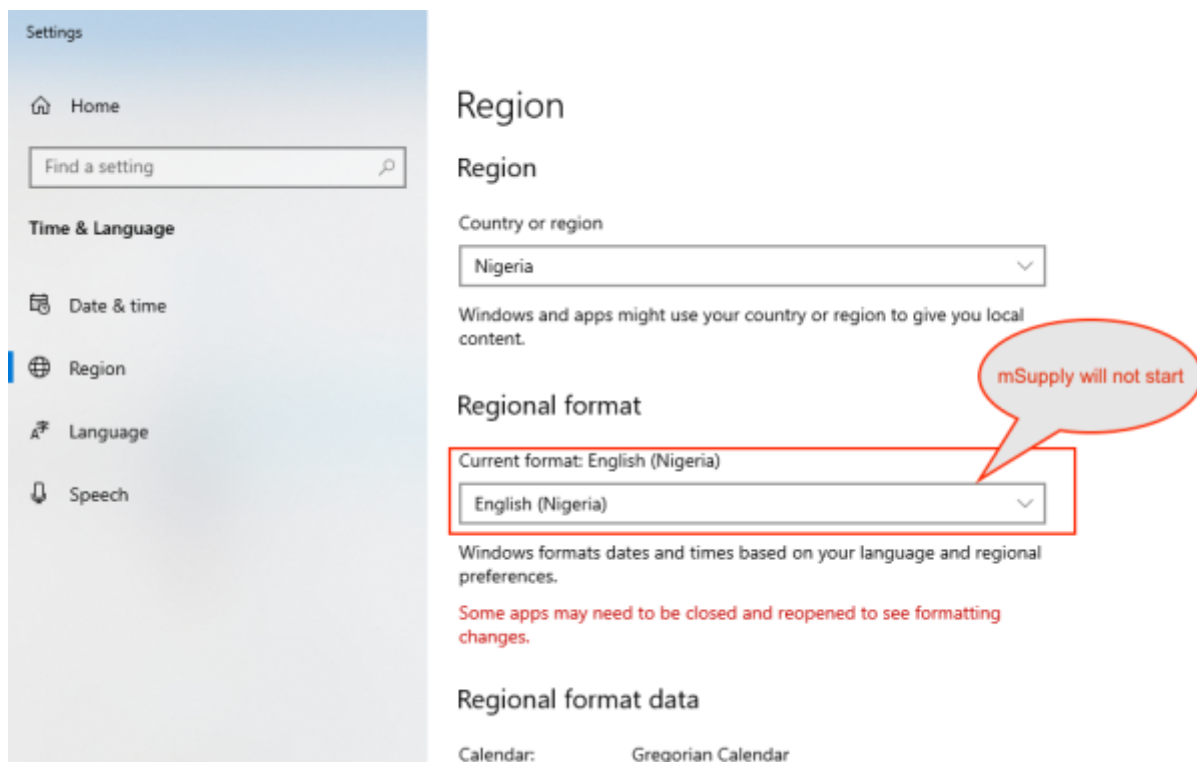 Settings
Home
Find a setting
Time & Language
Date & time
Region
Language
Speech
Region
Region
Country or region
Nigeria
Windows and apps might use your country or region to give you local
content.
mSupply will not start
Regional format
Current format: English (Nigeria)
English (Nigeria)
Windows formats dates and times based on your language and regional
preferences.
Some apps may need to be closed and reopened to see formatting
changes.
Regional format data
Calendar: Gregorian Calendar